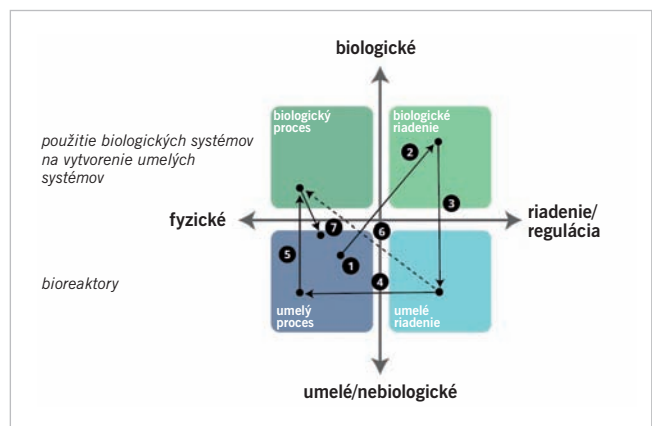 biologické
biologický
proces
biologické
riadenie
použitie biologických systémov
na vytvorenie umelých
systémov
2
3
fyzické
riadenie/
regulácia
7
6
5
1
4
bioreaktory
umelý
proces
umelé
riadenie
umelé/nebiologické